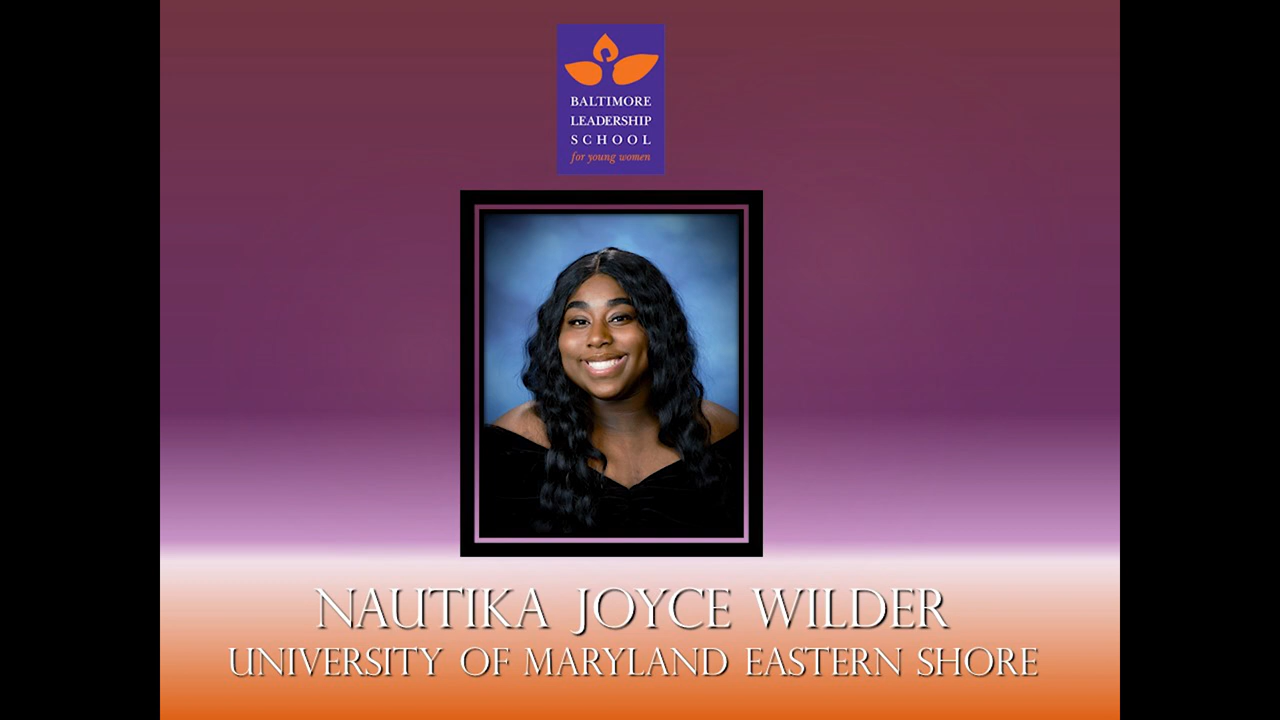 BALTIMORE
LEADERSHIP
SCHOOL
for young women
NAUTIKA JOYCE WILDER
UNIVERSITY OF MARYLAND EASTERN SHORE